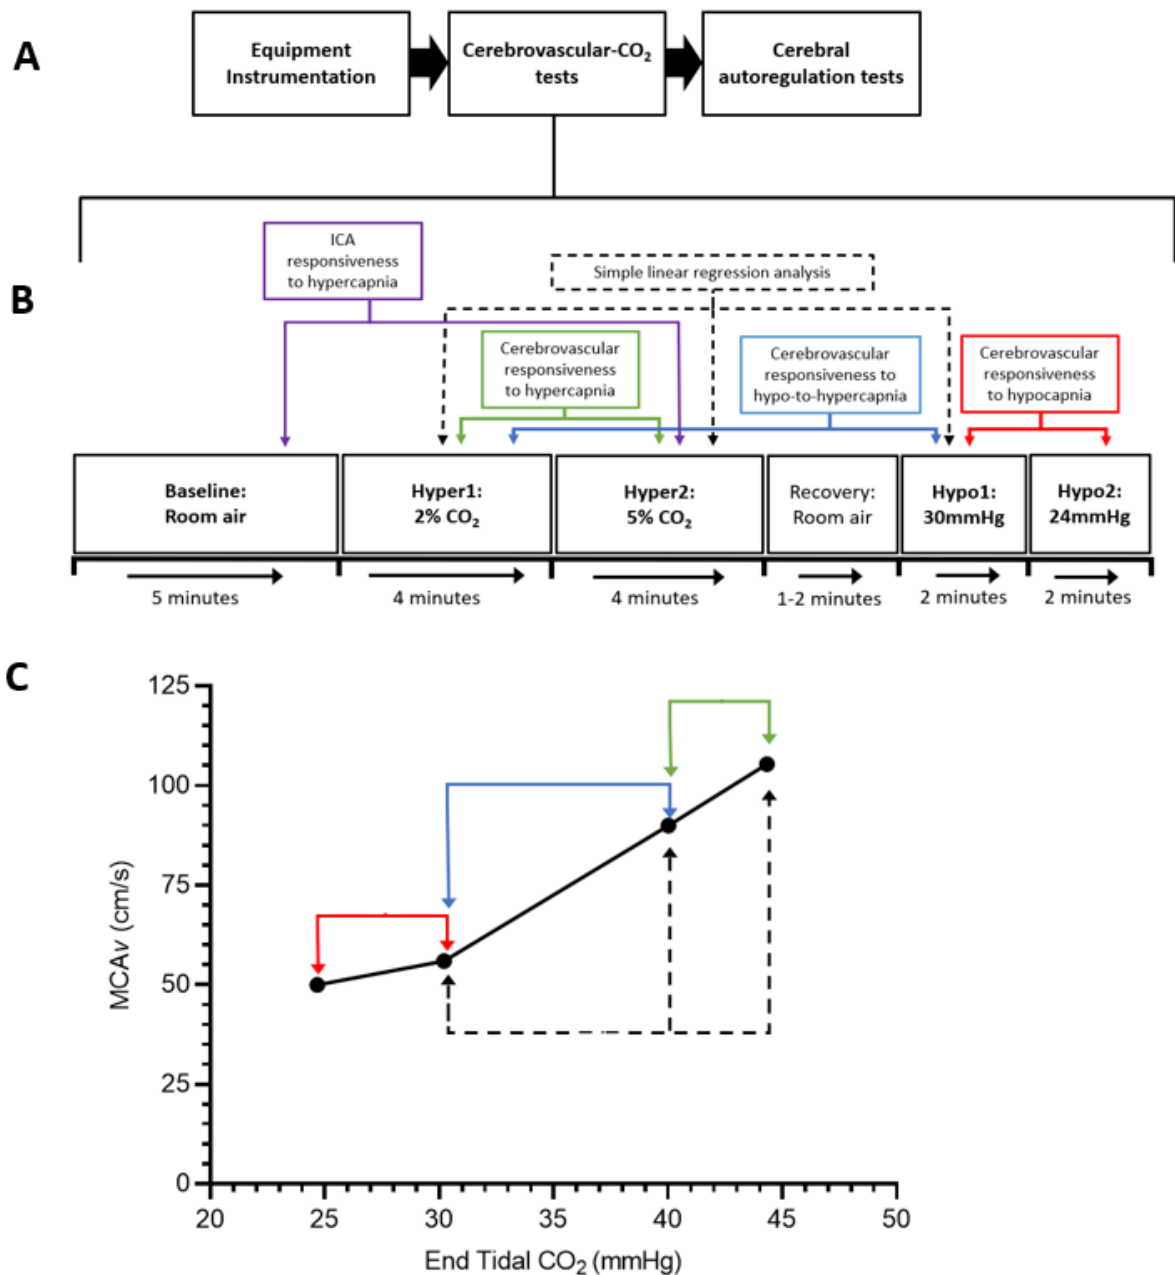 A
Equipment
Instrumentation
Cerebrovascular-CO₂
tests
Cerebral
autoregulation tests
B
ICA
responsiveness
to hypercapnia
Simple linear regression analysis
Cerebrovascular
responsiveness
to hypercapnia
Cerebrovascular
responsiveness to
hypo-to-hypercapnia
Cerebrovascular
responsiveness
to hypocapnia
Baseline:
Room air
Hyper1:
2% CO₂
Hyper2:
5% CO₂
Recovery:
Room air
Hypo1:
30mmHg
Hypo2:
24mmHg
5 minutes
4 minutes
4 minutes
1-2 minutes
2 minutes
2 minutes
C
MCAv (cm/s)
125
100
75
50
25
0
20
25
30
35
40
45
50
End Tidal CO₂ (mmHg)